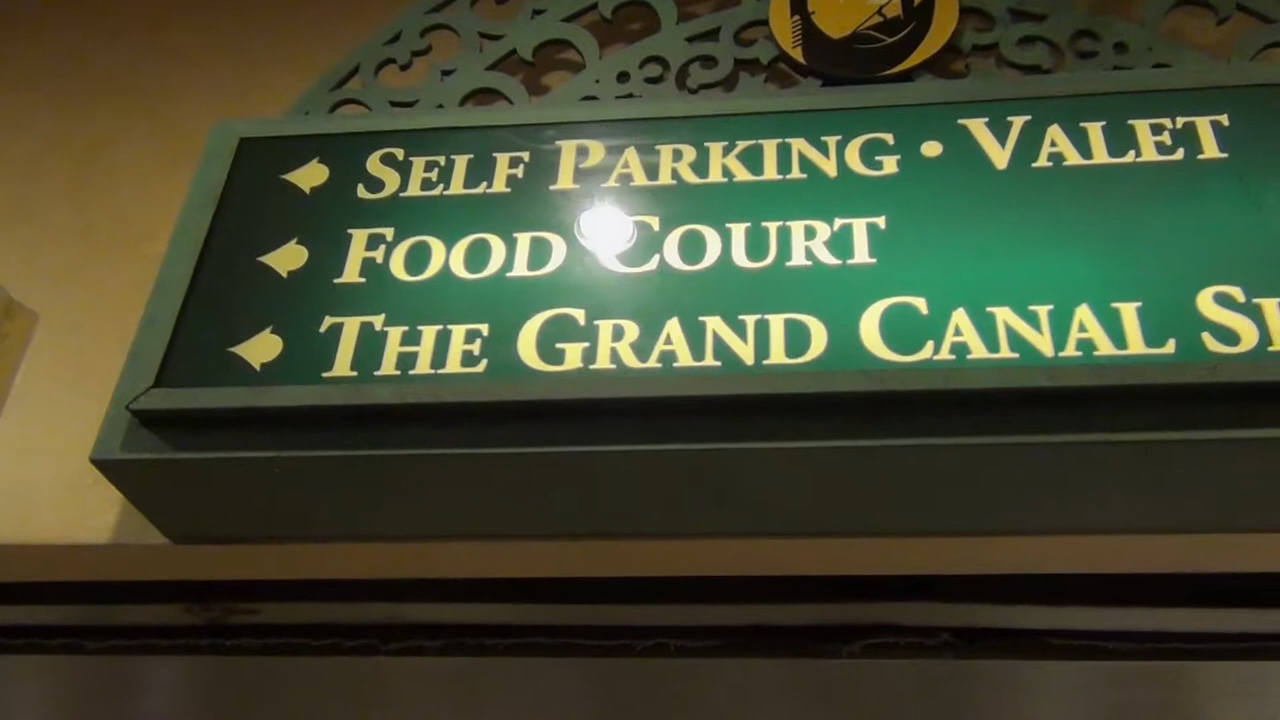 SELF PARKING • VALET
FOOD COURT
THE GRAND CANAL